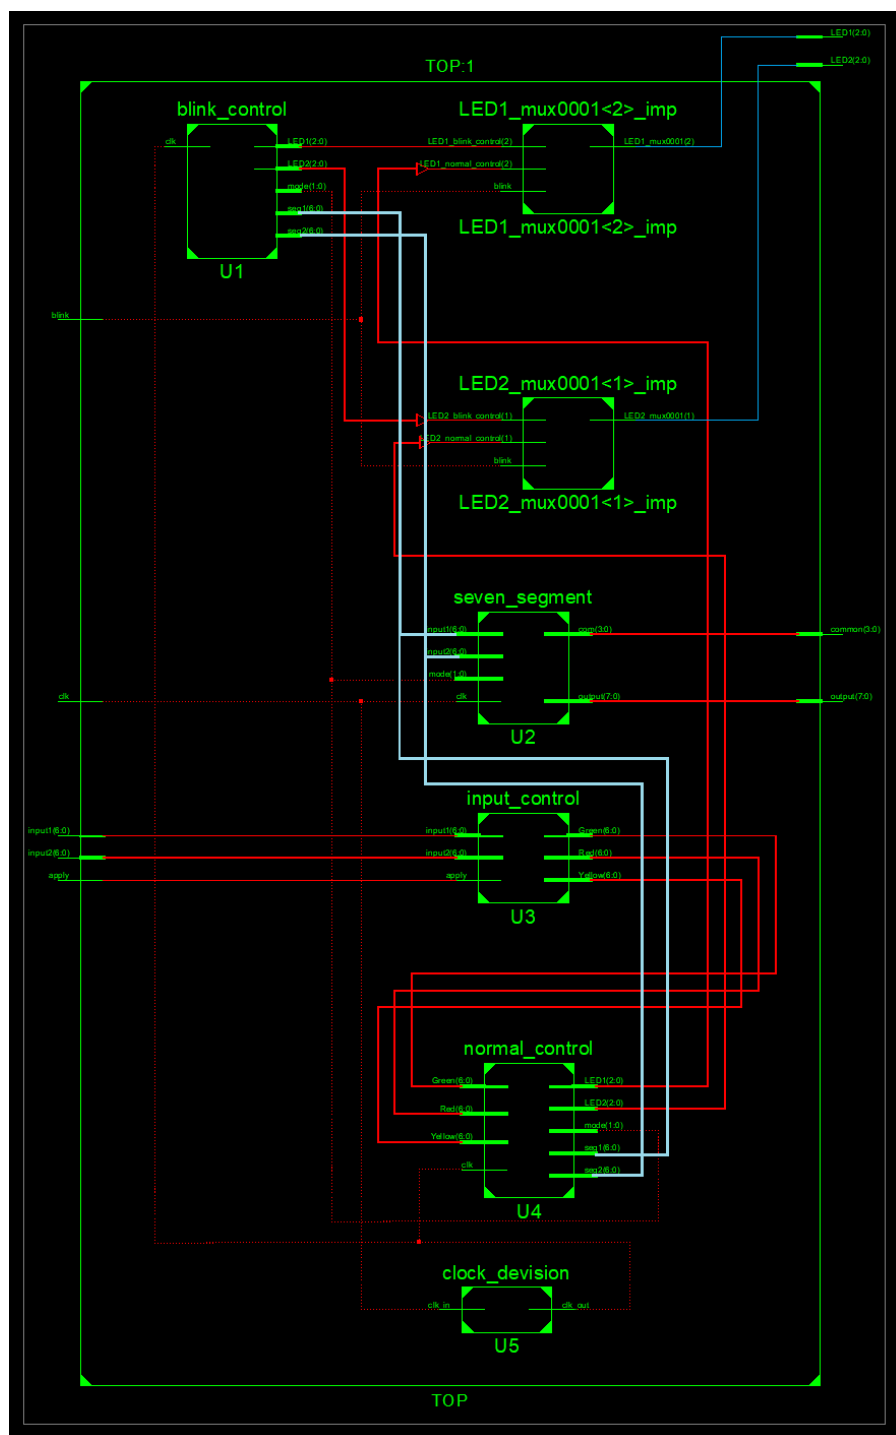 LED1(2:0)
LED2(2:0)
TOP:1
blink_control
clk
LED1(2:0)
LED2(2:0)
mode(1:0)
seg1(6:0)
seg2(6:0)
U1
LED1_mux0001<2>_imp
LED1_blink_control(2)
LED1_normal_control(2)
blink
LED1_mux0001(2)
LED1_mux0001<2>_imp
blink
LED2_mux0001<1>_imp
LED2_blink_control(1)
LED2_normal_control(1)
blink
LED2_mux0001(1)
LED2_mux0001<1>_imp
seven_segment
input1(6:0)
input2(6:0)
mode(1:0)
clk
com(3:0)
output(7:0)
U2
common(3:0)
clk
output(7:0)
input_control
input1(6:0)
input2(6:0)
apply
input1(6:0)
input2(6:0)
apply
Green(6:0)
Red(6:0)
Yellow(6:0)
U3
normal_control
Green(6:0)
Red(6:0)
Yellow(6:0)
clk
LED1(2:0)
LED2(2:0)
mode(1:0)
seg1(6:0)
seg2(6:0)
U4
clock_devision
clk_in
clk_out
U5
TOP